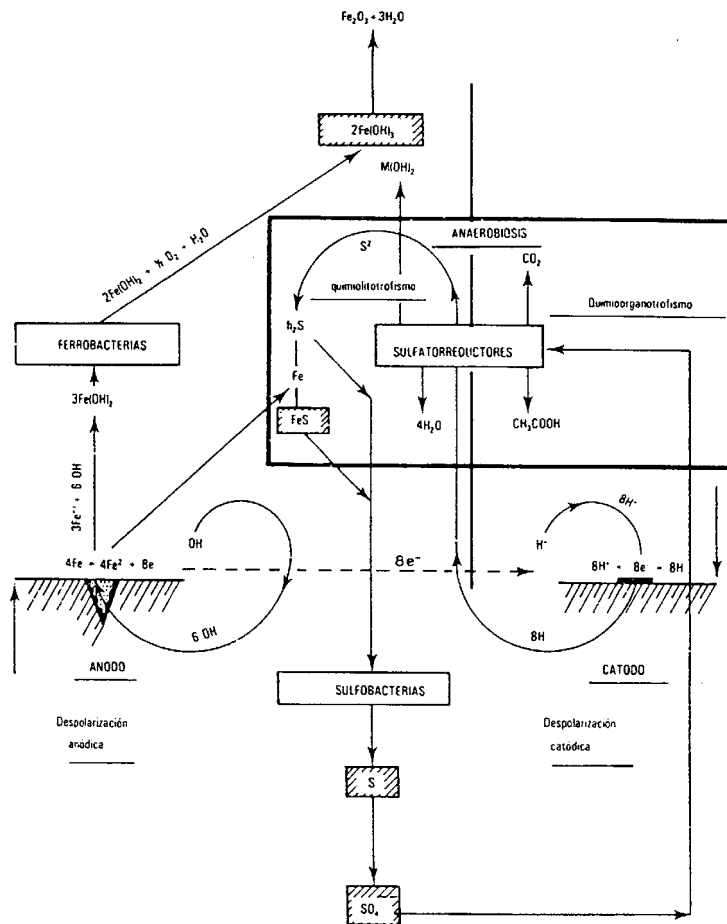 Fe₂O₃ + 3H₂O
2Fe(OH)₃
M(OH)₂
2Fe(OH)₂ + ½ O₂ + H₂O
S²
ANAEROBIOSIS
CO₂
quimiolitotrofismo
Quimioorganotrofismo
h₂S
FERROBACTERIAS
SULFATORREDUCTORES
Fe
3Fe(OH)₂
FeS
4H₂O
CH₃COOH
3Fe⁺⁺ + 6 OH
OH
8H⁺
H⁺
4Fe = 4Fe² + 8e
8e⁻
8H⁺ + 8e = 8H
6 OH
8H
ANODO
SULFOBACTERIAS
CATODO
Despolarización
anódica
Despolarización
catódica
S
SO₄